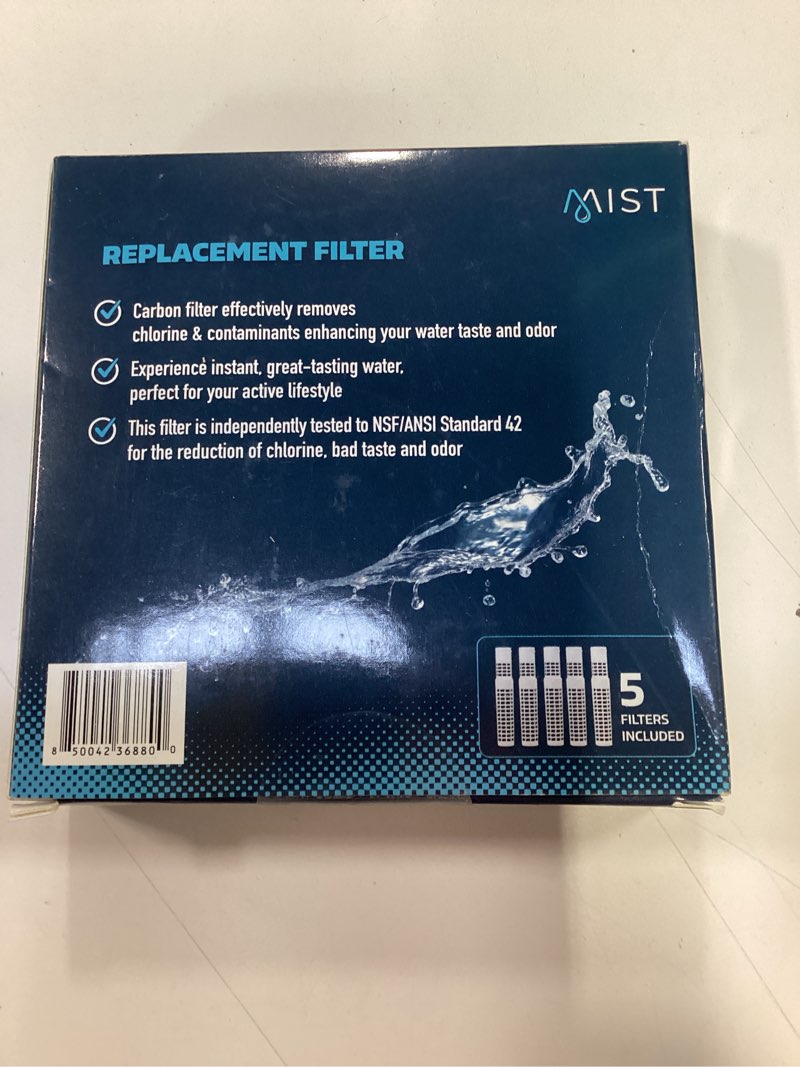 MIST
REPLACEMENT FILTER
Carbon filter effectively removes
chlorine & contaminants enhancing your water taste and odor
Experience instant, great-tasting water,
perfect for your active lifestyle
This filter is independently tested to NSF/ANSI Standard 42
for the reduction of chlorine, bad taste and odor
5
FILTERS
INCLUDED
8 50042 36880 0